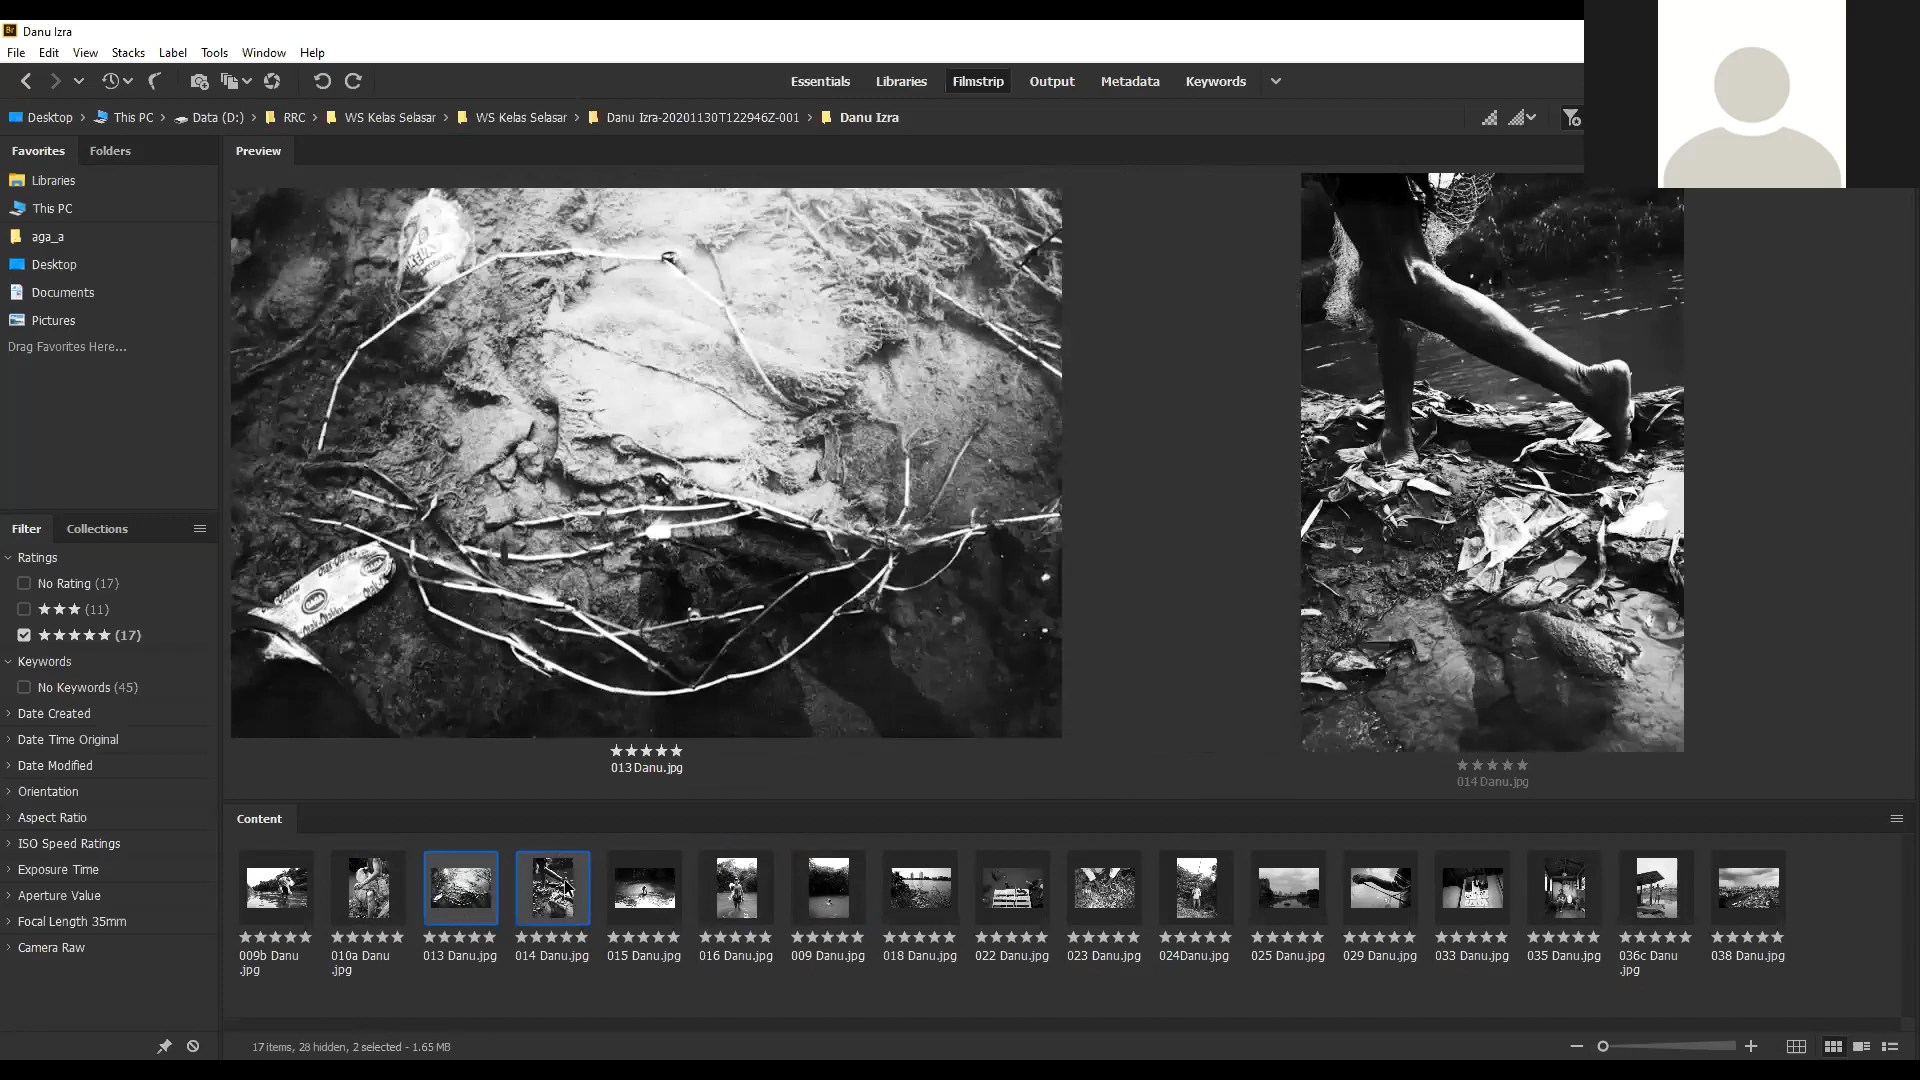 Br Danu Izra
File Edit View Stacks Label Tools Window Help
Essentials Libraries Filmstrip Output Metadata Keywords
Desktop This PC Data (D:) RRC WS Kelas Selasar WS Kelas Selasar Danu Izra-20201130T122946Z-001 Danu Izra
Favorites Folders
Preview
Libraries
This PC
aga_a
Desktop
Documents
Pictures
Drag Favorites Here...
GAGA
Filter Collections
Ratings
No Rating (17)
★★★ (11)
★★★★★ (17)
Keywords
No Keywords (45)
Date Created
Date Time Original
Date Modified
Orientation
Aspect Ratio
ISO Speed Ratings
Exposure Time
Aperture Value
Focal Length 35mm
Camera Raw
★★★★★
013 Danu.jpg
★★★★★
014 Danu.jpg
Content
★★★★★ ★★★★★ ★★★★★ ★★★★★ ★★★★★ ★★★★★ ★★★★★ ★★★★★ ★★★★★ ★★★★★ ★★★★★ ★★★★★ ★★★★★ ★★★★★ ★★★★★ ★★★★★ ★★★★★
009b Danu .jpg
010a Danu .jpg
013 Danu.jpg
014 Danu.jpg
015 Danu.jpg
016 Danu.jpg
009 Danu.jpg
018 Danu.jpg
022 Danu.jpg
023 Danu.jpg
024Danu.jpg
025 Danu.jpg
029 Danu.jpg
033 Danu.jpg
035 Danu.jpg
036c Danu .jpg
038 Danu.jpg
17 items, 28 hidden, 2 selected - 1.65 MB